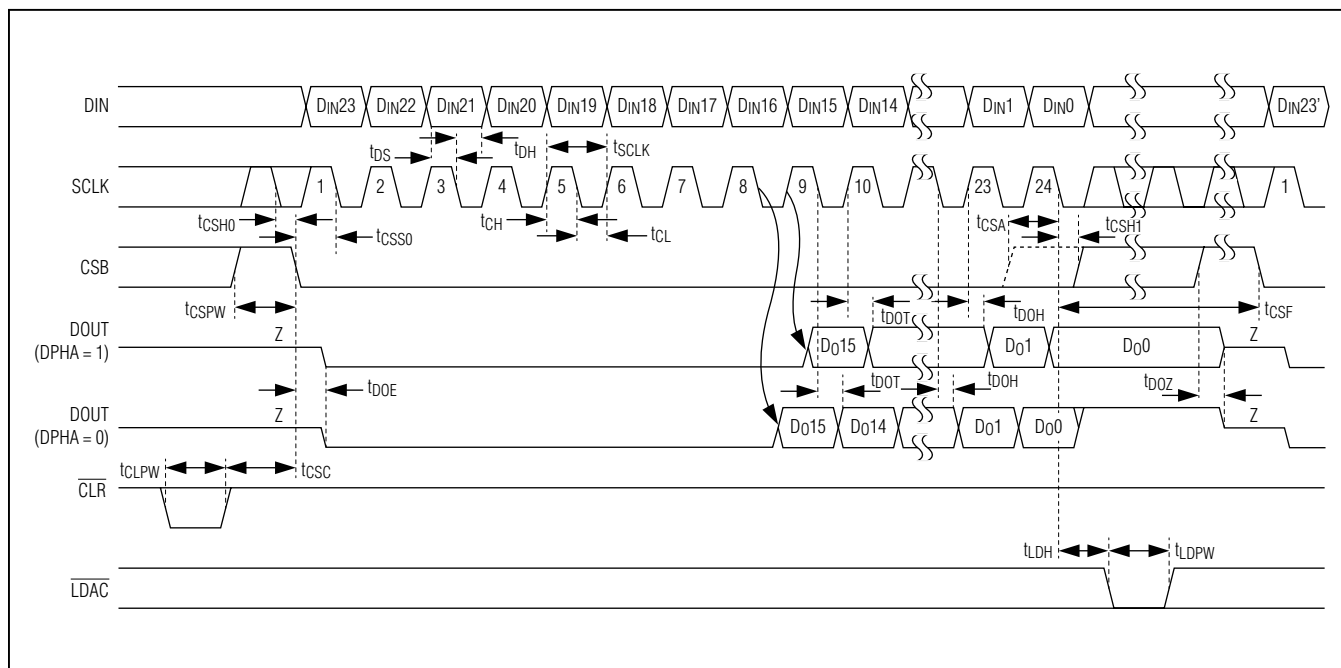 DIN DIN23 DIN22 DIN21 DIN20 DIN19 DIN18 DIN17 DIN16 DIN15 DIN14 DIN1 DIN0 DIN23'
tDS tDH tSCLK
SCLK 1 2 3 4 5 6 7 8 9 10 23 24 1
tCSH0 tCSS0 tCH tCL tCSA tCSH1
CSB
tCSPW tDOT tDOH tCSF
DOUT
(DPHA = 1)
Z DO15 DO1 DO0 Z
tDOE tDOT tDOH tDOZ
DOUT
(DPHA = 0)
Z DO15 DO14 DO1 DO0 Z
tCLPW tCSC
CLR
tLDH tLDPW
LDAC